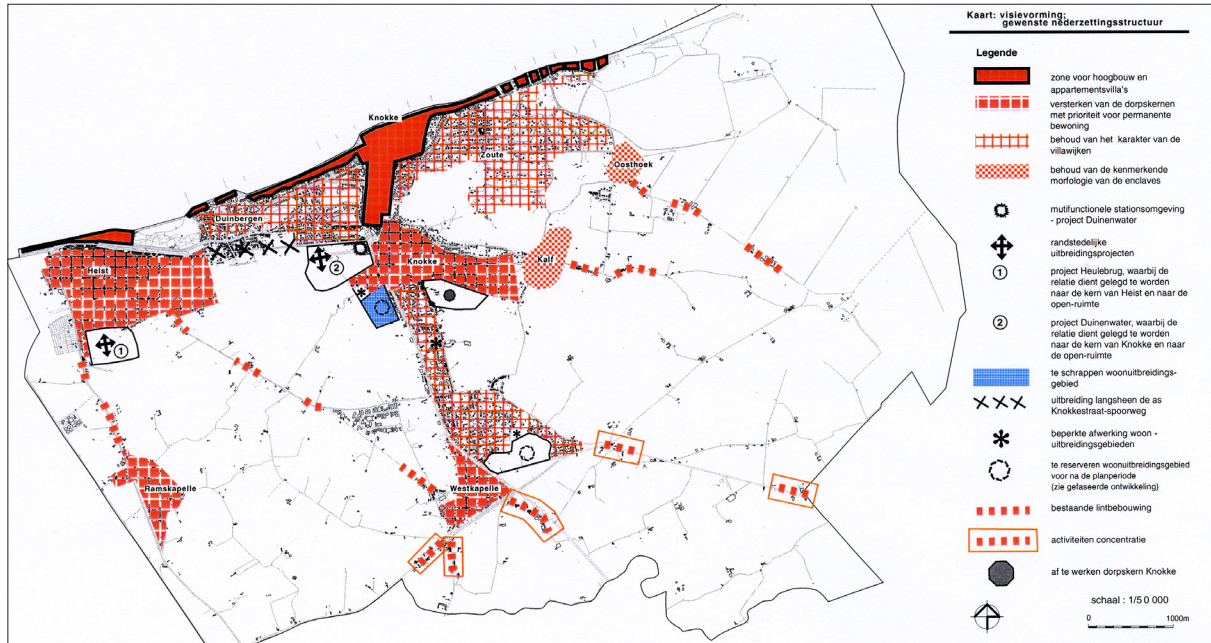 Kaart: visievorming;
gewenste nederzettingsstructuur
Legende
zone voor hoogbouw en
appartementsvilla's
versterken van de dorpskernen
met prioriteit voor permanente
bewoning
behoud van het karakter van de
villawijken
behoud van de kenmerkende
morfologie van de enclaves
mutifunctionele stationsomgeving
- project Duinenwater
randstedelijke
uitbreidingsprojecten
1
project Heulebrug, waarbij de
relatie dient gelegd te worden
naar de kern van Heist en naar de
open-ruimte
2
project Duinenwater, waarbij de
relatie dient gelegd te worden
naar de kern van Knokke en naar
de open-ruimte
te schrappen woonuitbreidings-
gebied
uitbreiding langsheen de as
Knokkestraat-spoorweg
beperkte afwerking woon -
uitbreidingsgebieden
te reserveren woonuitbreidingsgebied
voor na de planperiode
(zie gefaseerde ontwikkeling)
bestaande lintbebouwing
activiteiten concentratie
af te werken dorpskern Knokke
schaal : 1/50 000
0 1000m
Knokke
Zoute
Oosthoek
Duinbergen
Heist
Knokke
Kalf
2
1
Ramskapelle
Westkapelle